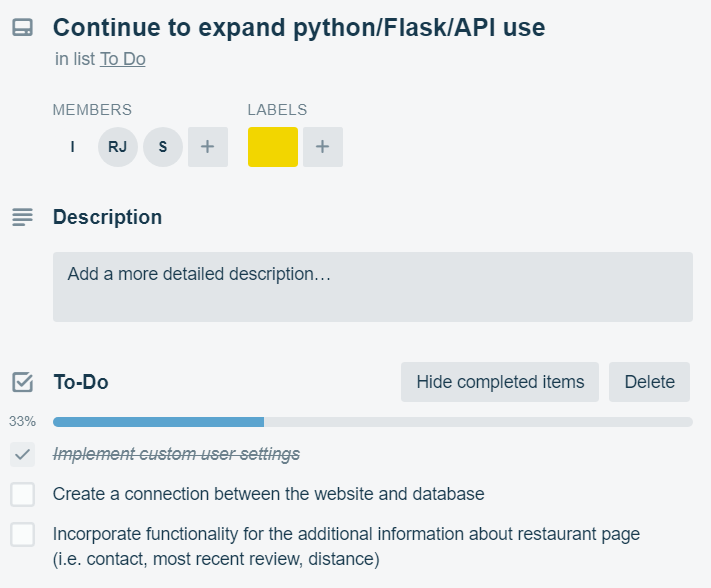 Continue to expand python/Flask/API use
in list To Do
MEMBERS LABELS
I RJ S + +
Description
Add a more detailed description…
To-Do Hide completed items Delete
33%
Implement custom user settings
Create a connection between the website and database
Incorporate functionality for the additional information about restaurant page
(i.e. contact, most recent review, distance)